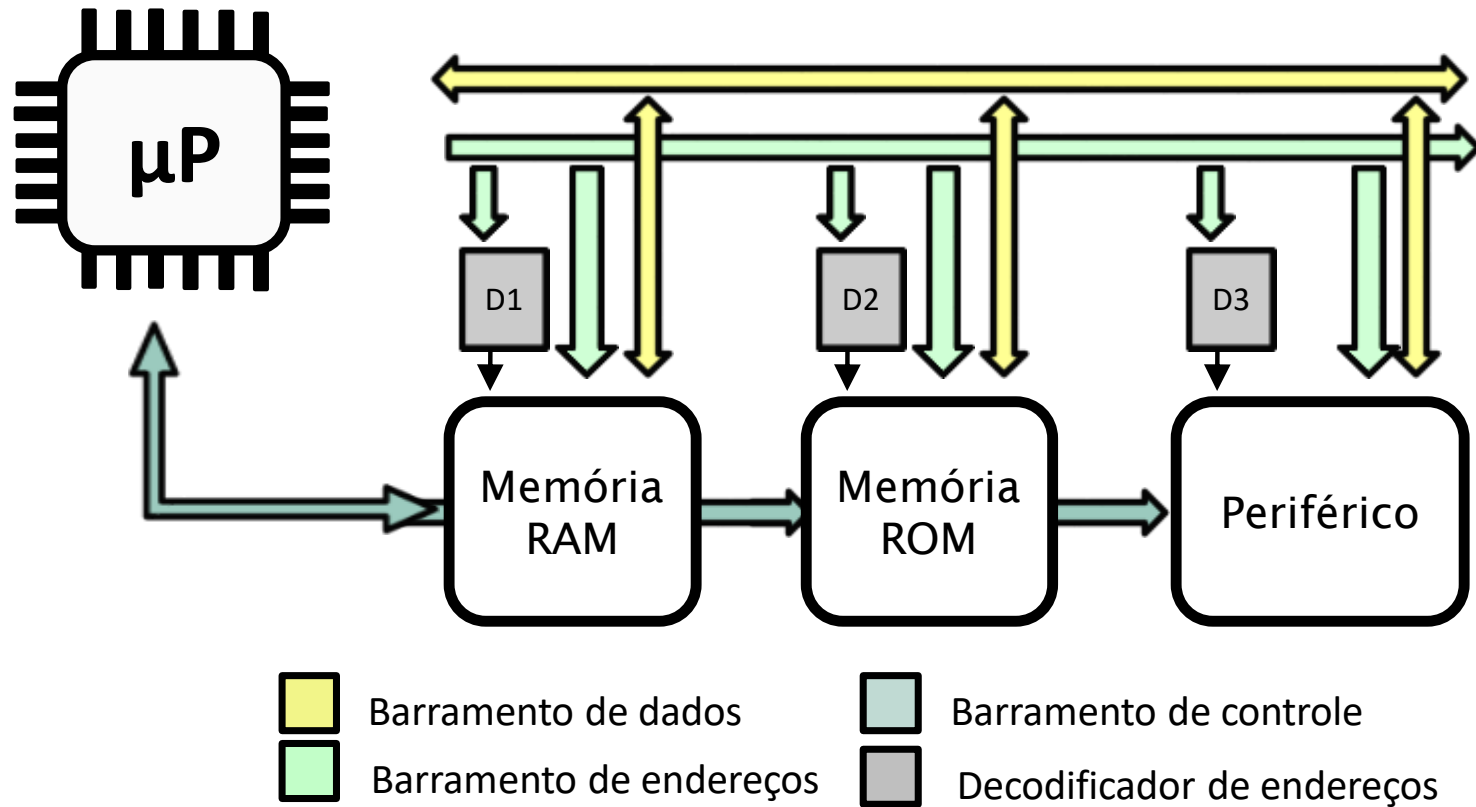 µP
D1
D2
D3
Memória
RAM
Memória
ROM
Periférico
Barramento de dados
Barramento de controle
Barramento de endereços
Decodificador de endereços